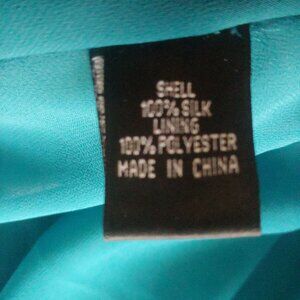 SHELL
100% SILK
LINING
100% POLYESTER
MADE IN CHINA